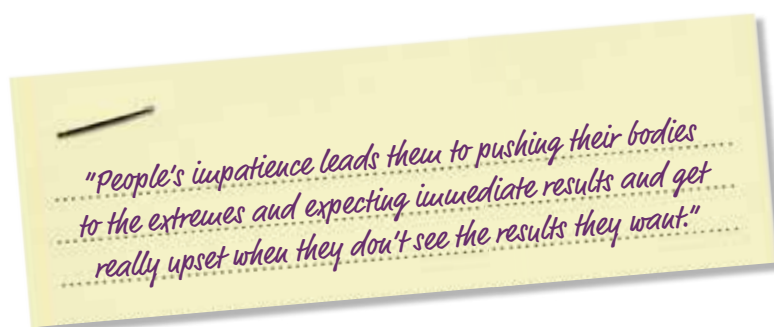 "People's impatience leads them to pushing their bodies
to the extremes and expecting immediate results and get
really upset when they don't see the results they want."